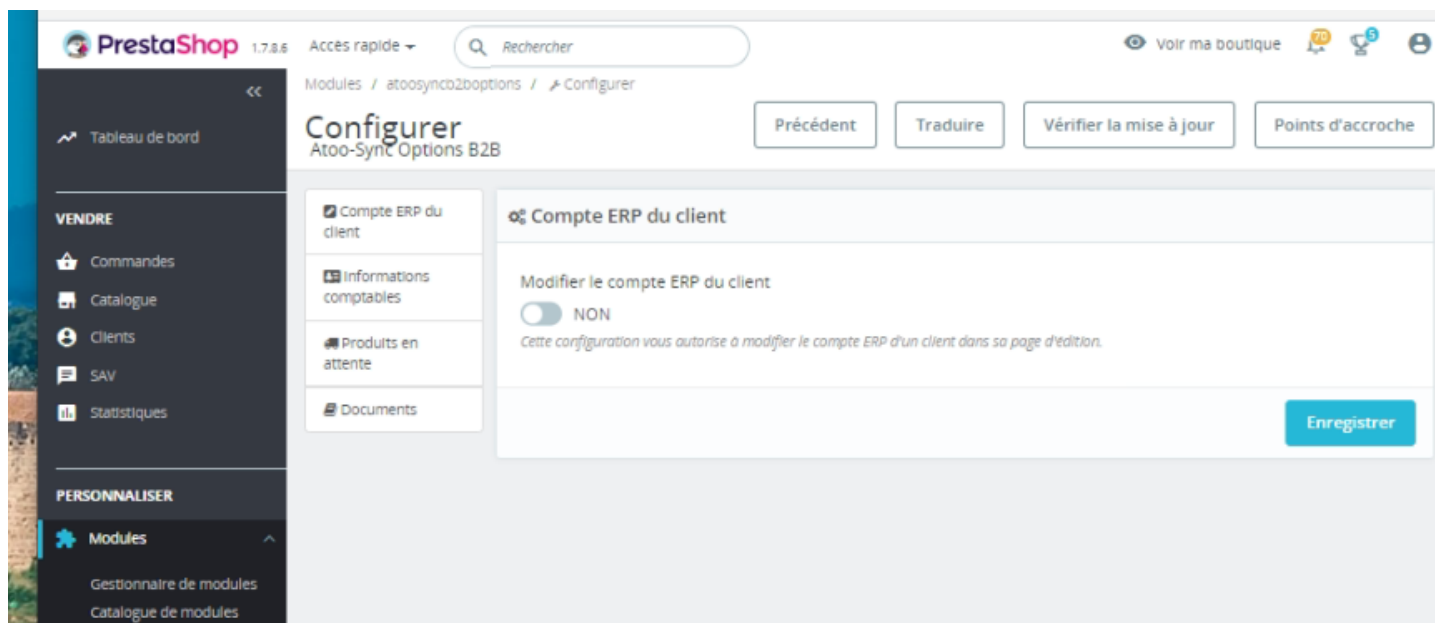 PrestaShop 1.7.8.6 Accès rapide Rechercher Voir ma boutique 70 5
Modules / atoosyncb2boptions / Configurer
Configurer
Atoo-Sync Options B2B
Précédent
Traduire
Vérifier la mise à jour
Points d'accroche
Tableau de bord
VENDRE
Commandes
Catalogue
Clients
SAV
Statistiques
PERSONNALISER
Modules
Gestionnaire de modules
Catalogue de modules
Compte ERP du
client
Informations
comptables
Produits en
attente
Documents
Compte ERP du client
Modifier le compte ERP du client
NON
Cette configuration vous autorise à modifier le compte ERP d'un client dans sa page d'édition.
Enregistrer